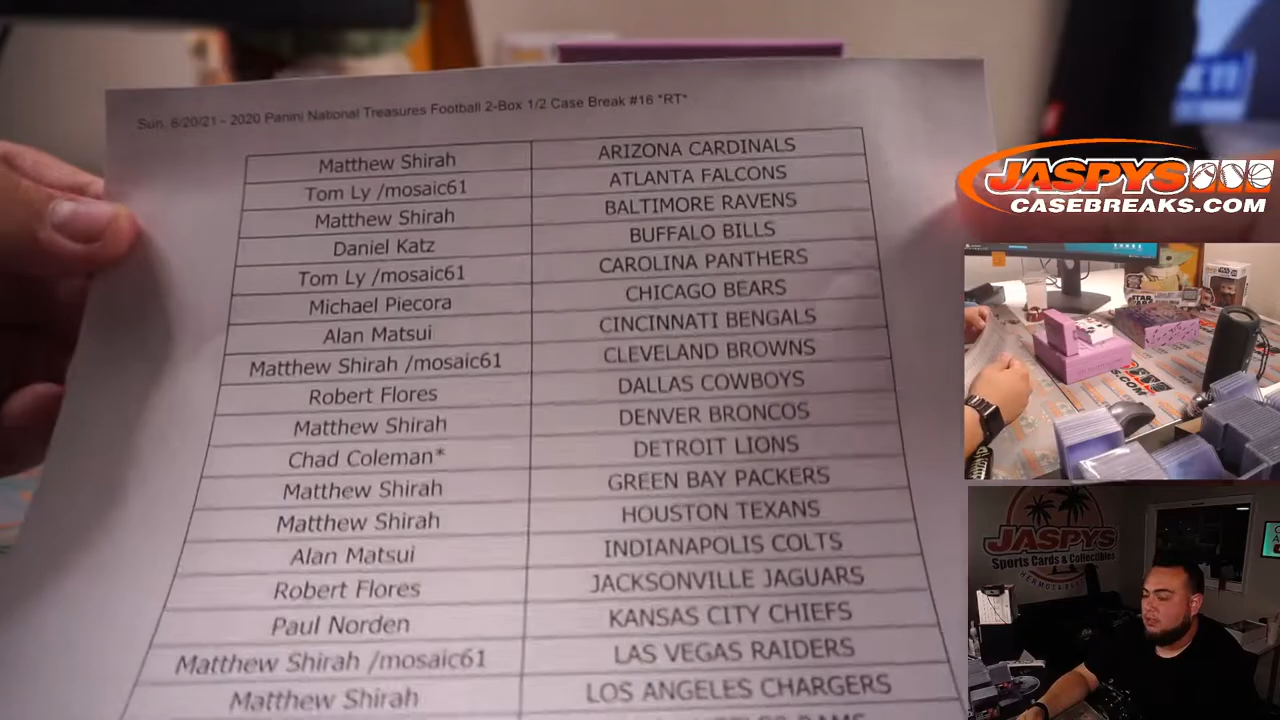 Sun. 6/20/21 - 2020 Panini National Treasures Football 2-Box 1/2 Case Break #16 *RT*
Matthew Shirah ARIZONA CARDINALS
Tom Ly /mosaic61 ATLANTA FALCONS
Matthew Shirah BALTIMORE RAVENS
Daniel Katz BUFFALO BILLS
Tom Ly /mosaic61 CAROLINA PANTHERS
Michael Piecora CHICAGO BEARS
Alan Matsui CINCINNATI BENGALS
Matthew Shirah /mosaic61 CLEVELAND BROWNS
Robert Flores DALLAS COWBOYS
Matthew Shirah DENVER BRONCOS
Chad Coleman* DETROIT LIONS
Matthew Shirah GREEN BAY PACKERS
Matthew Shirah HOUSTON TEXANS
Alan Matsui INDIANAPOLIS COLTS
Robert Flores JACKSONVILLE JAGUARS
Paul Norden KANSAS CITY CHIEFS
Matthew Shirah /mosaic61 LAS VEGAS RAIDERS
Matthew Shirah LOS ANGELES CHARGERS
JASPYS
CASEBREAKS.COM
STAR WARS
JASPYS
Sports Cards & Collectibles